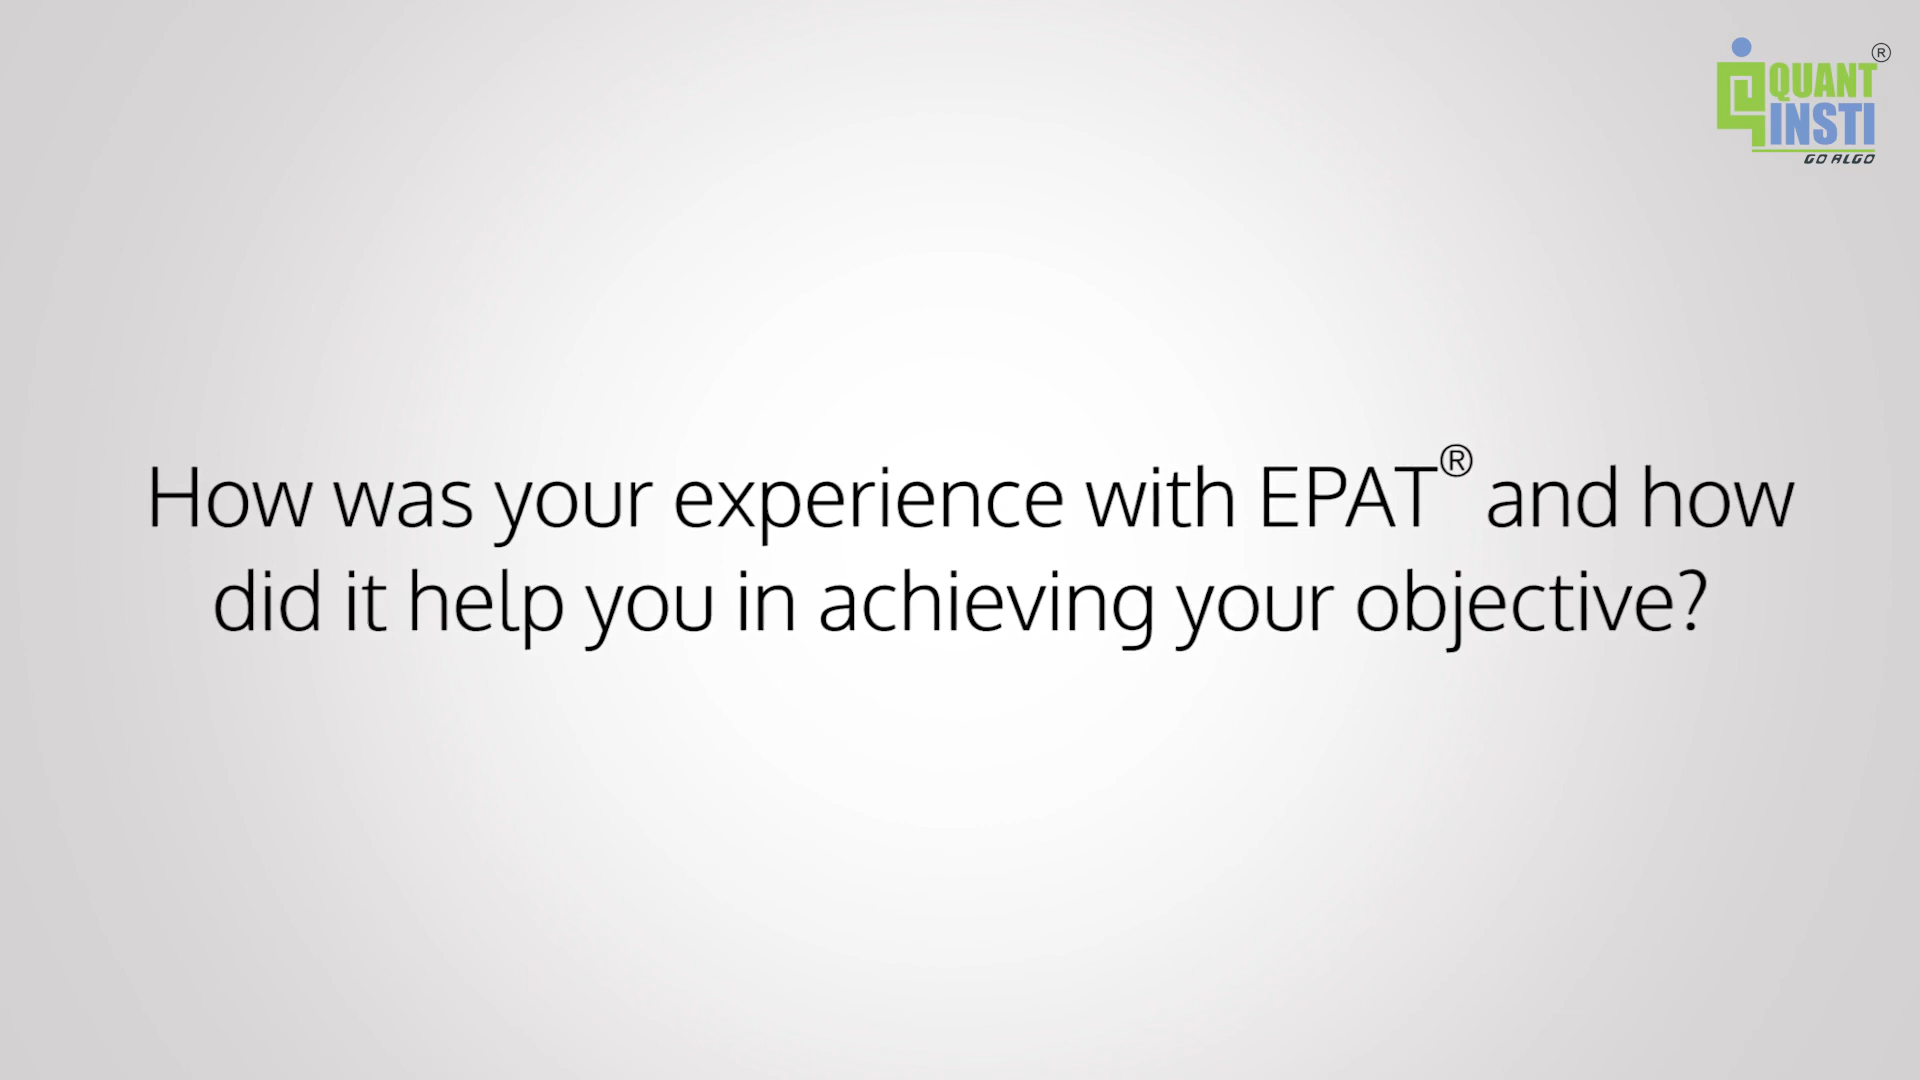 QUANT®
INSTI
GO ALGO
How was your experience with EPAT® and how
did it help you in achieving your objective?